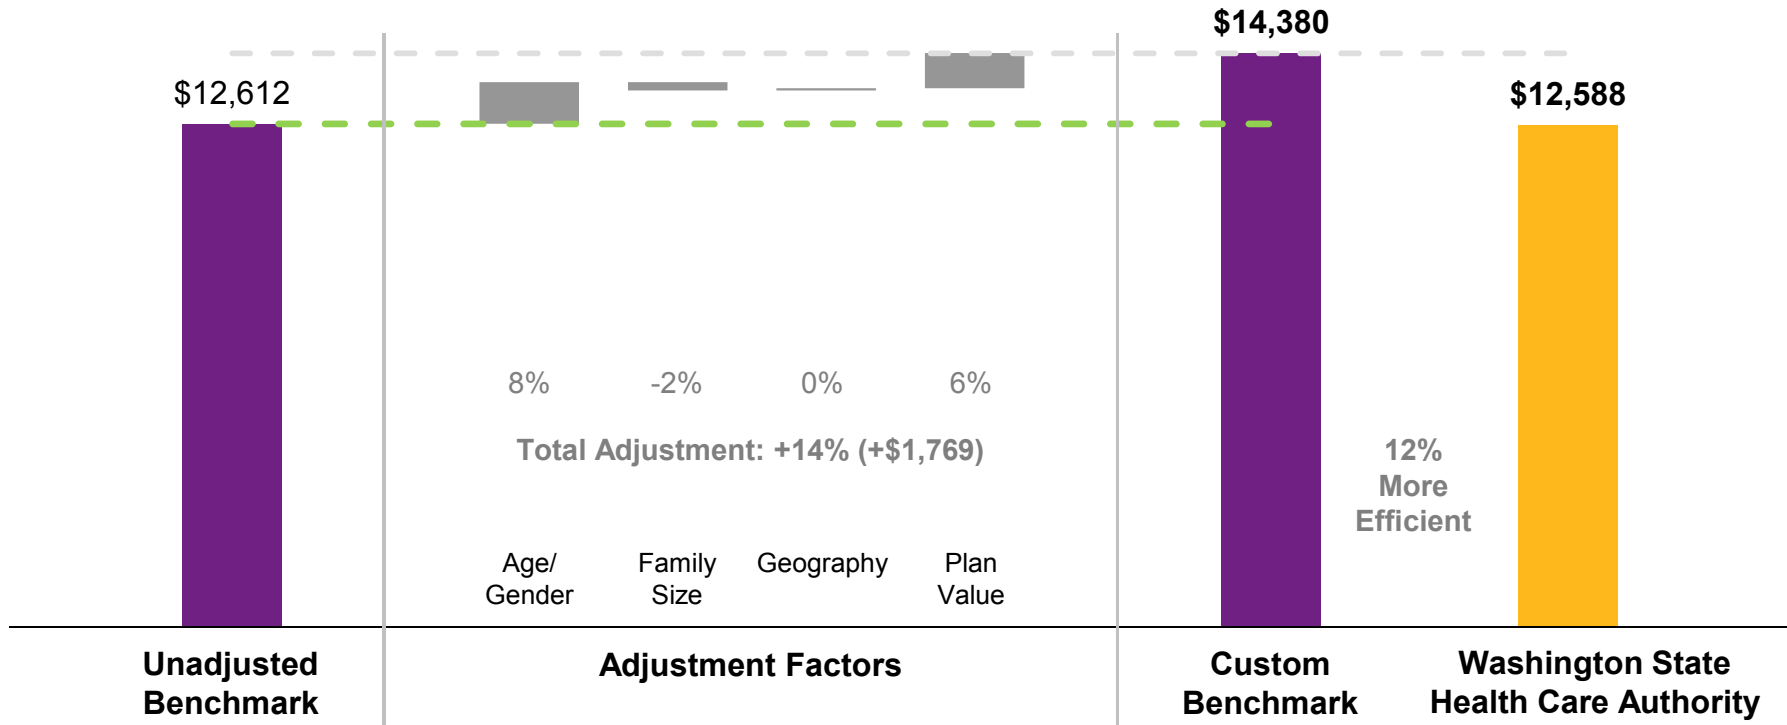 $14,380
$12,612
$12,588
8%
-2%
0%
6%
Total Adjustment: +14% (+$1,769)
12%
More
Efficient
Age/
Gender
Family
Size
Geography
Plan
Value
Unadjusted
Benchmark
Adjustment Factors
Custom
Benchmark
Washington State
Health Care Authority